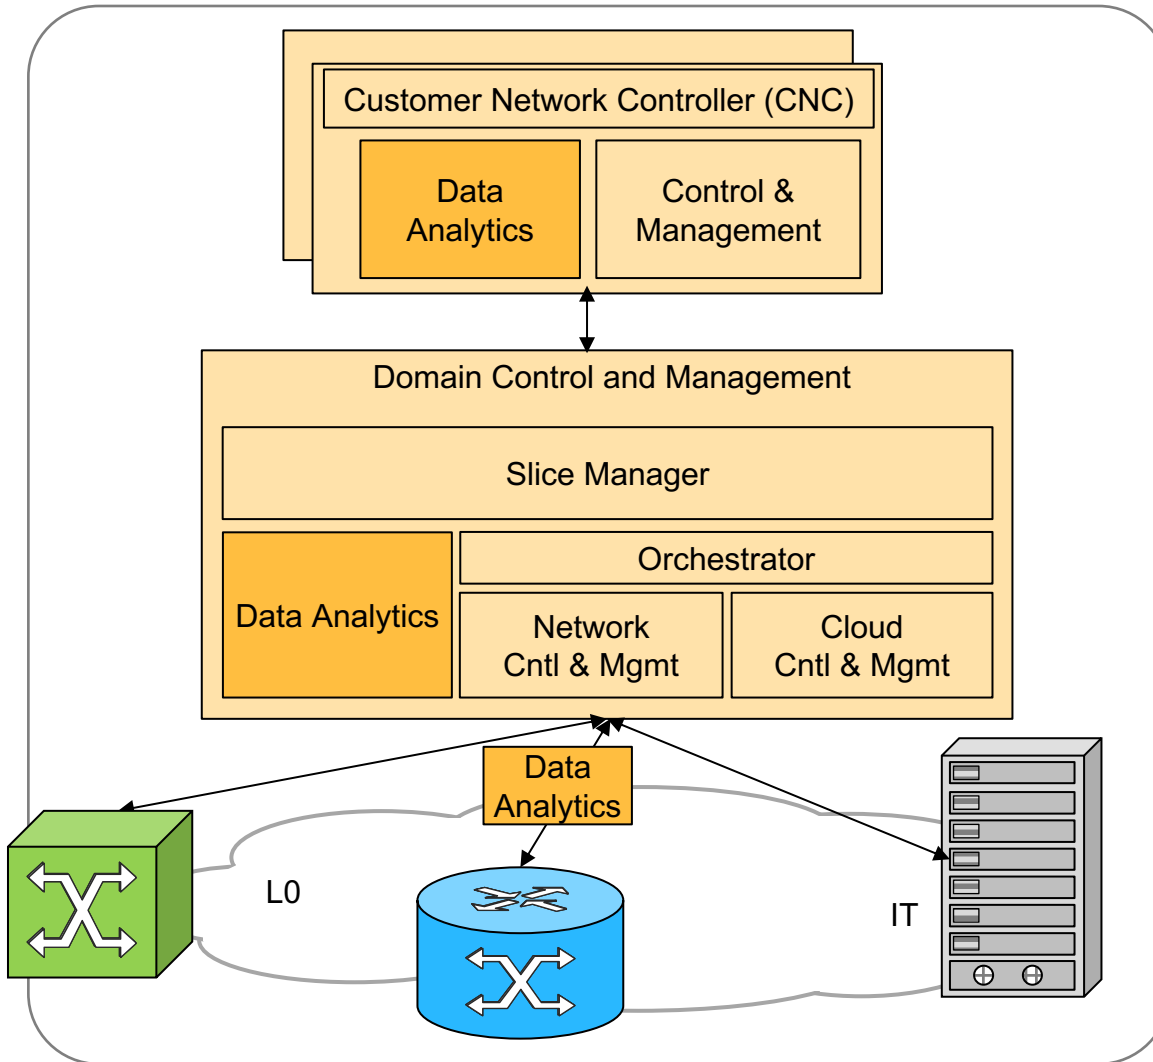 Customer Network Controller (CNC)
Data
Analytics
Control &
Management
Domain Control and Management
Slice Manager
Data Analytics
Orchestrator
Network
Cntl & Mgmt
Cloud
Cntl & Mgmt
Data
Analytics
L0
IT